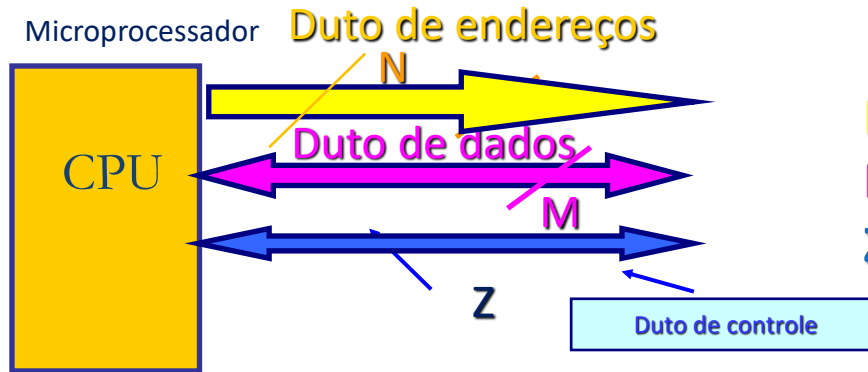 Microprocessador
Duto de endereços
N
Duto de dados
CPU
M
Z
Duto de controle